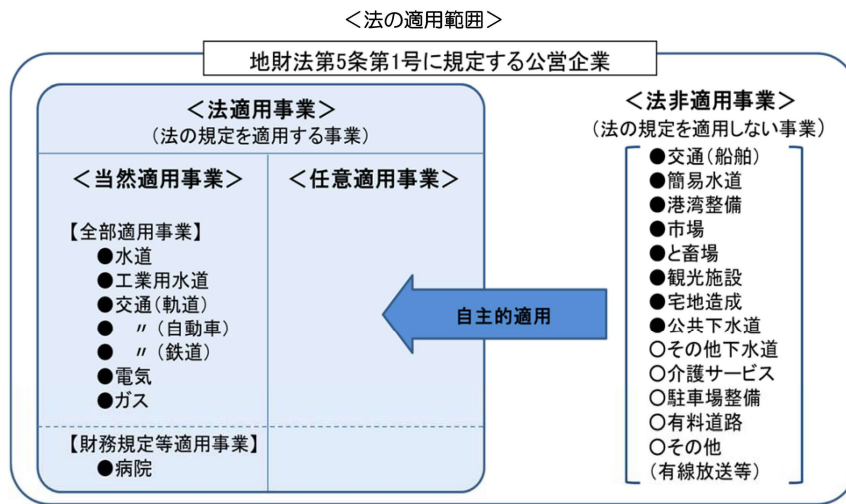 ＜法の適用範囲＞
地財法第5条第1号に規定する公営企業
＜法適用事業＞
（法の規定を適用する事業）
＜当然適用事業＞
【全部適用事業】
●水道
●工業用水道
●交通（軌道）
● 〃（自動車）
● 〃（鉄道）
●電気
●ガス
【財務規定等適用事業】
●病院
＜任意適用事業＞
自主的適用
＜法非適用事業＞
（法の規定を適用しない事業）
●交通（船舶）
●簡易水道
●港湾整備
●市場
●と畜場
●観光施設
●宅地造成
●公共下水道
○その他下水道
○介護サービス
○駐車場整備
○有料道路
○その他
（有線放送等）